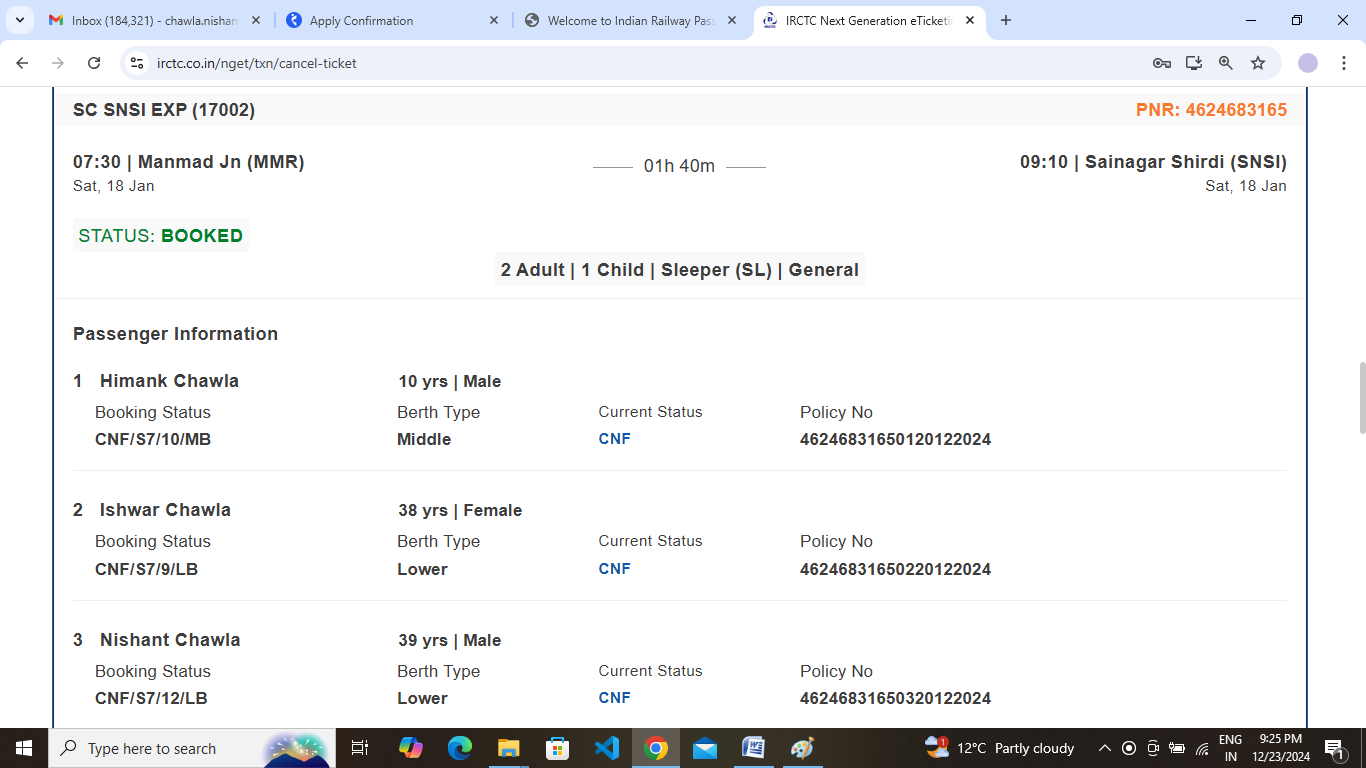 Inbox (184,321) - chawla.nishan
Apply Confirmation
Welcome to Indian Railway Pas
IRCTC Next Generation eTicketi
irctc.co.in/nget/txn/cancel-ticket
SC SNSI EXP (17002) PNR: 4624683165
07:30 | Manmad Jn (MMR) 01h 40m 09:10 | Sainagar Shirdi (SNSI)
Sat, 18 Jan Sat, 18 Jan
STATUS: BOOKED
2 Adult | 1 Child | Sleeper (SL) | General
Passenger Information
1 Himank Chawla 10 yrs | Male
Booking Status Berth Type Current Status Policy No
CNF/S7/10/MB Middle CNF 46246831650120122024
2 Ishwar Chawla 38 yrs | Female
Booking Status Berth Type Current Status Policy No
CNF/S7/9/LB Lower CNF 46246831650220122024
3 Nishant Chawla 39 yrs | Male
Booking Status Berth Type Current Status Policy No
CNF/S7/12/LB Lower CNF 46246831650320122024
Type here to search
1
12°C Partly cloudy
ENG
IN
9:25 PM
12/23/2024
1